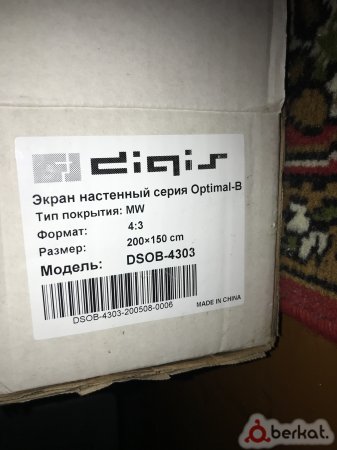 digis
Экран настенный серия Optimal-B
Тип покрытия: MW
Формат: 4:3
Размер: 200×150 cm
Модель: DSOB-4303
DSOB-4303-200508-0006
MADE IN CHINA
berkat.